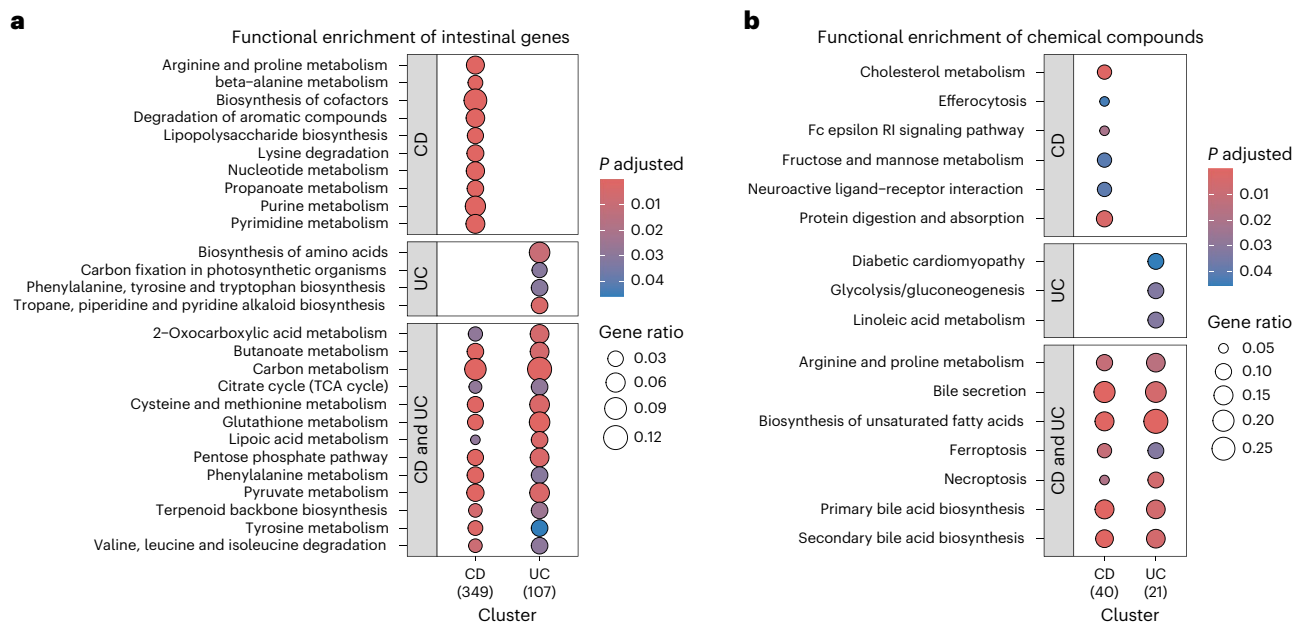 a
Functional enrichment of intestinal genes
Arginine and proline metabolism
beta−alanine metabolism
Biosynthesis of cofactors
Degradation of aromatic compounds
Lipopolysaccharide biosynthesis
Lysine degradation
Nucleotide metabolism
Propanoate metabolism
Purine metabolism
Pyrimidine metabolism
CD
Biosynthesis of amino acids
Carbon fixation in photosynthetic organisms
Phenylalanine, tyrosine and tryptophan biosynthesis
Tropane, piperidine and pyridine alkaloid biosynthesis
UC
2−Oxocarboxylic acid metabolism
Butanoate metabolism
Carbon metabolism
Citrate cycle (TCA cycle)
Cysteine and methionine metabolism
Glutathione metabolism
Lipoic acid metabolism
Pentose phosphate pathway
Phenylalanine metabolism
Pyruvate metabolism
Terpenoid backbone biosynthesis
Tyrosine metabolism
Valine, leucine and isoleucine degradation
CD and UC
CD UC
(349) (107)
Cluster
P adjusted
0.01
0.02
0.03
0.04
Gene ratio
0.03
0.06
0.09
0.12
b
Functional enrichment of chemical compounds
Cholesterol metabolism
Efferocytosis
Fc epsilon RI signaling pathway
Fructose and mannose metabolism
Neuroactive ligand−receptor interaction
Protein digestion and absorption
CD
Diabetic cardiomyopathy
Glycolysis/gluconeogenesis
Linoleic acid metabolism
UC
Arginine and proline metabolism
Bile secretion
Biosynthesis of unsaturated fatty acids
Ferroptosis
Necroptosis
Primary bile acid biosynthesis
Secondary bile acid biosynthesis
CD and UC
CD UC
(40) (21)
Cluster
P adjusted
0.01
0.02
0.03
0.04
Gene ratio
0.05
0.10
0.15
0.20
0.25